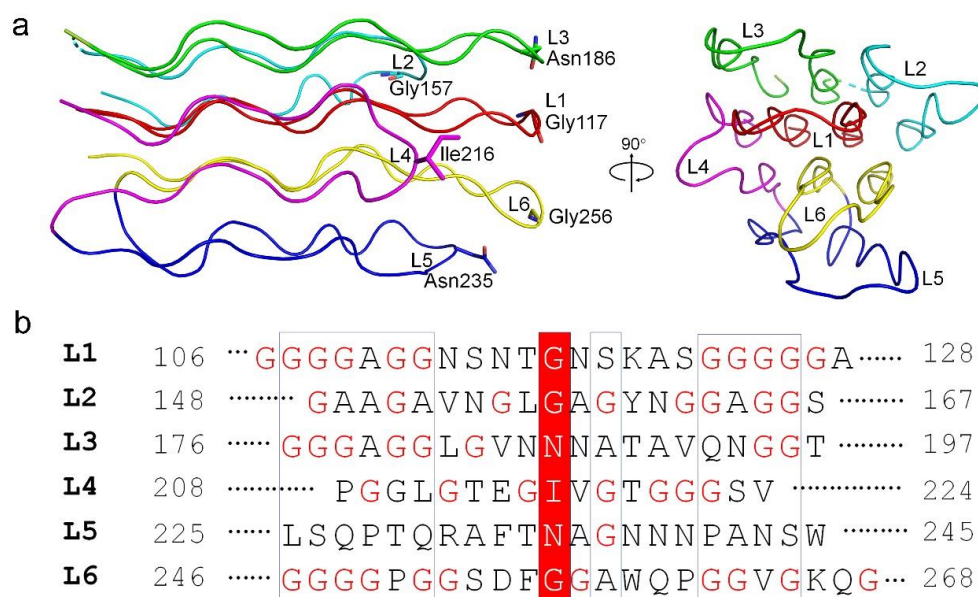 a
L3
Asn186
L2
Gly157
L1
Gly117
L4
Ile216
L6
Gly256
L5
Asn235
90°
L3
L2
L1
L4
L6
L5
b
L1 106 ··· GGGGAGGNSNTGNSKASGGGGGA ······ 128
L2 148 ········· GAAGAVNGLGAGYNGGAGGS ········· 167
L3 176 ······ GGGAGGLGVNNNATAVQNGGT ········· 197
L4 208 ············ PGGLGTEGIVGTGGGSV ·············· 224
L5 225 ······ LSQPTQRAFTNAGNNNPANSW ········· 245
L6 246 ······ GGGGPGGSDFGGAWQPGGVGKQG ··· 268